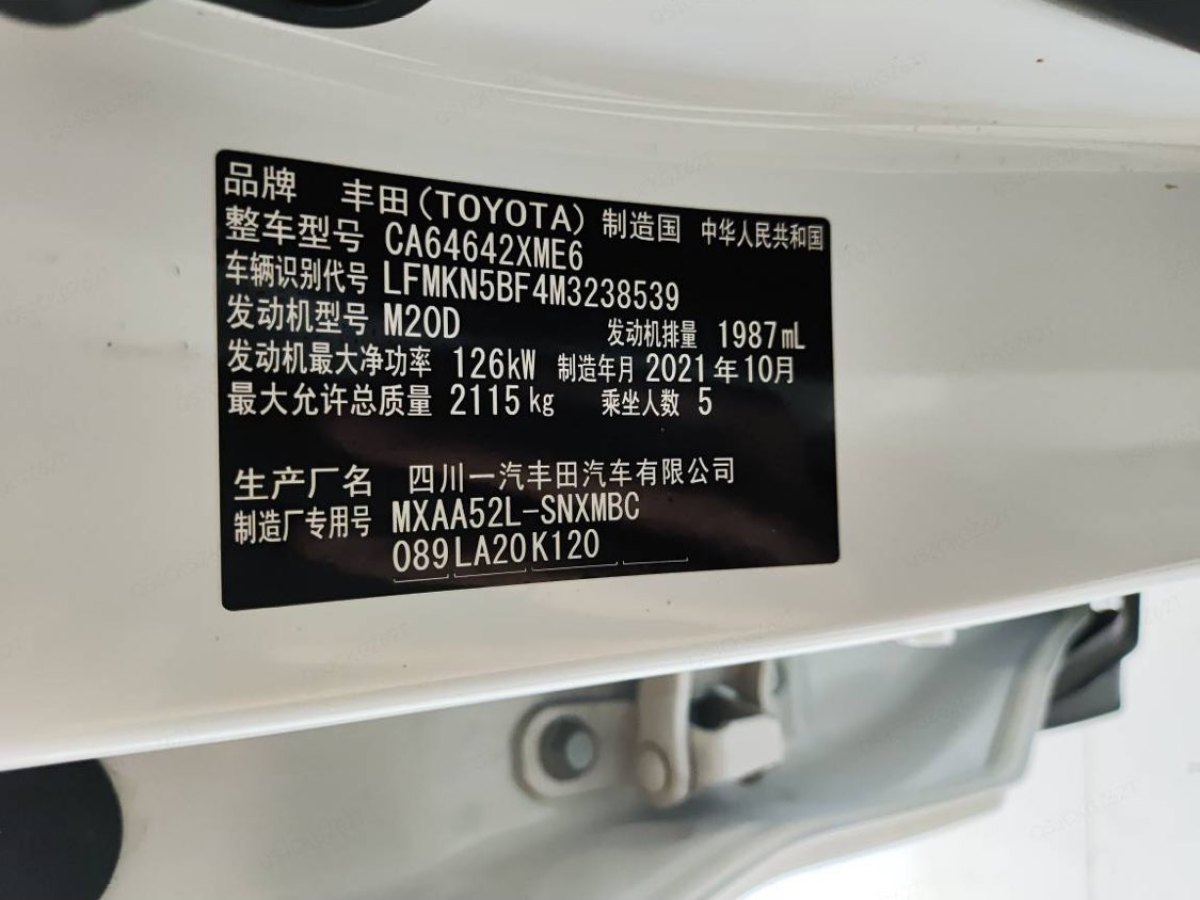 品牌 丰田(TOYOTA) 制造国 中华人民共和国
整车型号 CA64642XME6
车辆识别代号 LFMKN5BF4M3238539
发动机型号 M20D 发动机排量 1987mL
发动机最大净功率 126kW 制造年月 2021年10月
最大允许总质量 2115kg 乘坐人数 5
生产厂名 四川一汽丰田汽车有限公司
制造厂专用号 MXAA52L-SNXMBC
089 LA20 K120